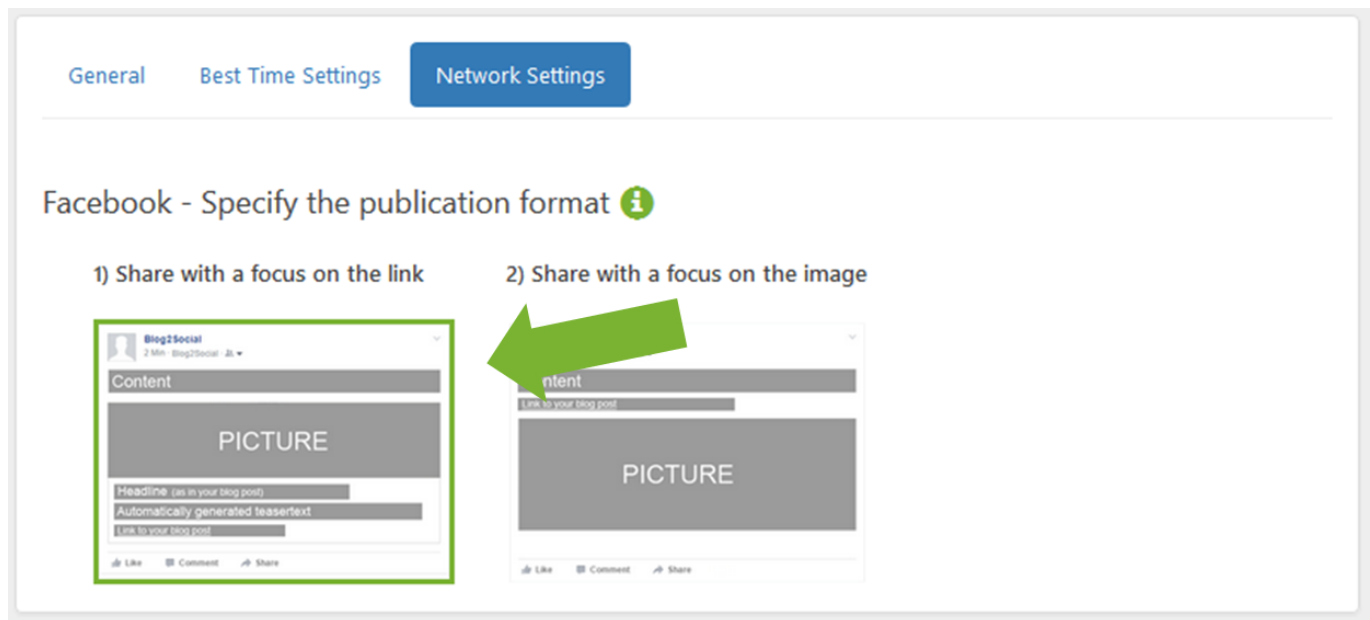 General Best Time Settings Network Settings
Facebook - Specify the publication format
1) Share with a focus on the link
2) Share with a focus on the image
Blog2Social
2 Min · Blog2Social ·
Content
PICTURE
Headline (as in your blog post)
Automatically generated teasertext
Link to your blog post
Like Comment Share
ntent
Link to your blog post
PICTURE
Like Comment Share